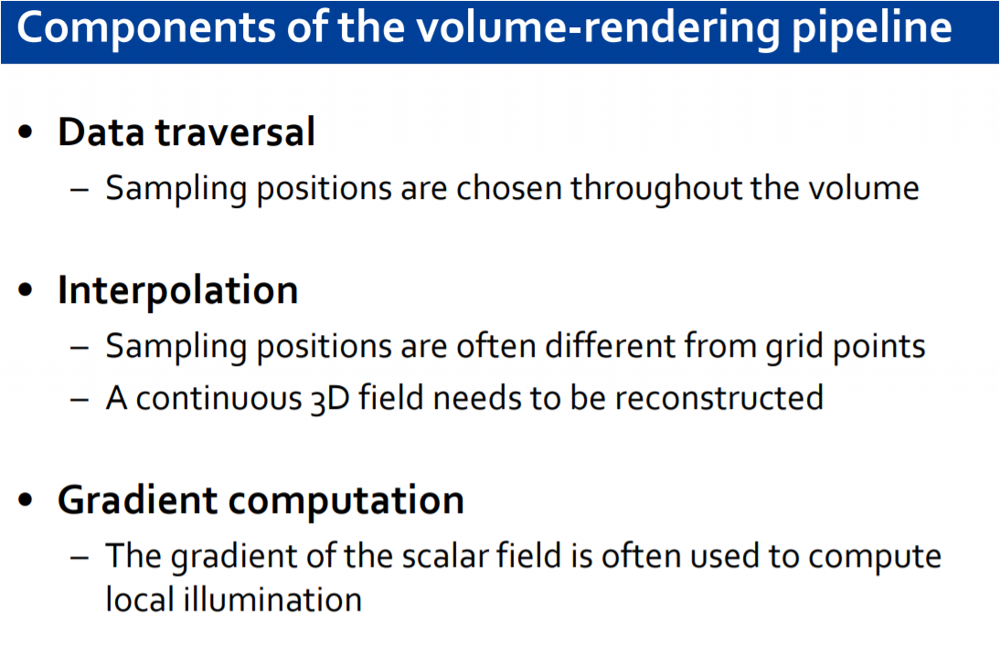 Components of the volume-rendering pipeline
• Data traversal
– Sampling positions are chosen throughout the volume
• Interpolation
– Sampling positions are often different from grid points
– A continuous 3D field needs to be reconstructed
• Gradient computation
– The gradient of the scalar field is often used to compute
local illumination